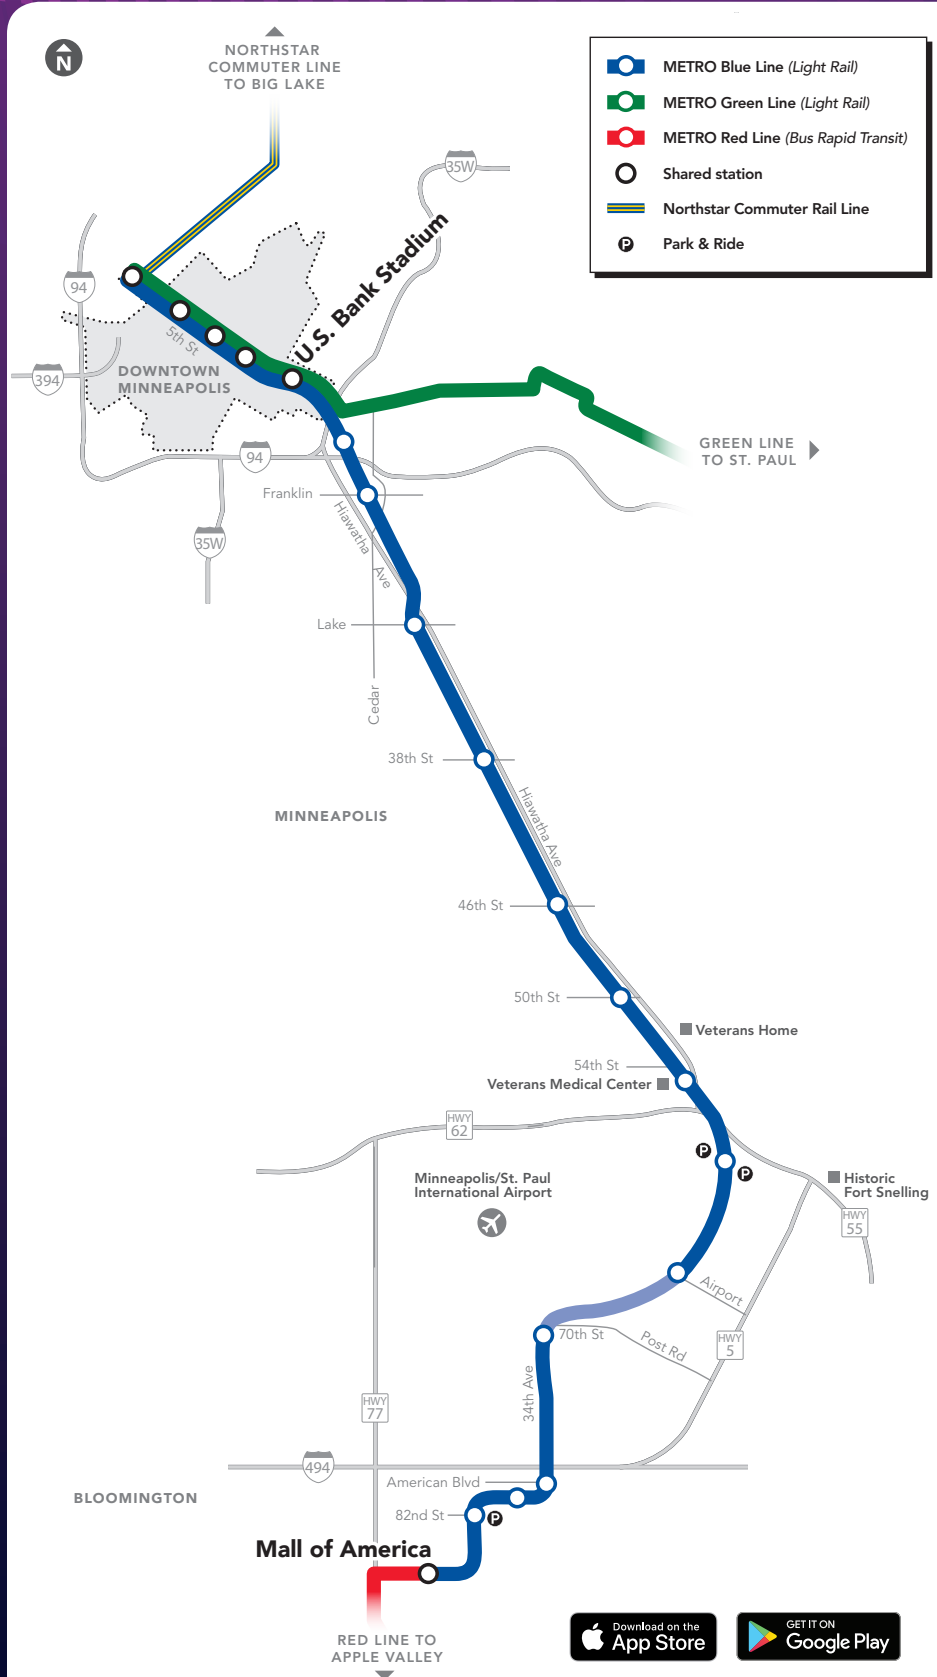 N
NORTHSTAR
COMMUTER LINE
TO BIG LAKE
METRO Blue Line (Light Rail)
METRO Green Line (Light Rail)
METRO Red Line (Bus Rapid Transit)
Shared station
Northstar Commuter Rail Line
P Park & Ride
35W
94
U.S. Bank Stadium
5th St
DOWNTOWN
MINNEAPOLIS
394
GREEN LINE
TO ST. PAUL
94
Franklin
Hiawatha Ave
35W
Lake
Cedar
38th St
Hiawatha Ave
MINNEAPOLIS
46th St
50th St
Veterans Home
54th St
Veterans Medical Center
HWY
62
P
P
Minneapolis/St. Paul
International Airport
Historic
Fort Snelling
HWY
55
Airport
70th St
Post Rd
HWY
5
34th Ave
HWY
77
494
American Blvd
BLOOMINGTON
82nd St
P
Mall of America
RED LINE TO
APPLE VALLEY
Download on the
App Store
GET IT ON
Google Play